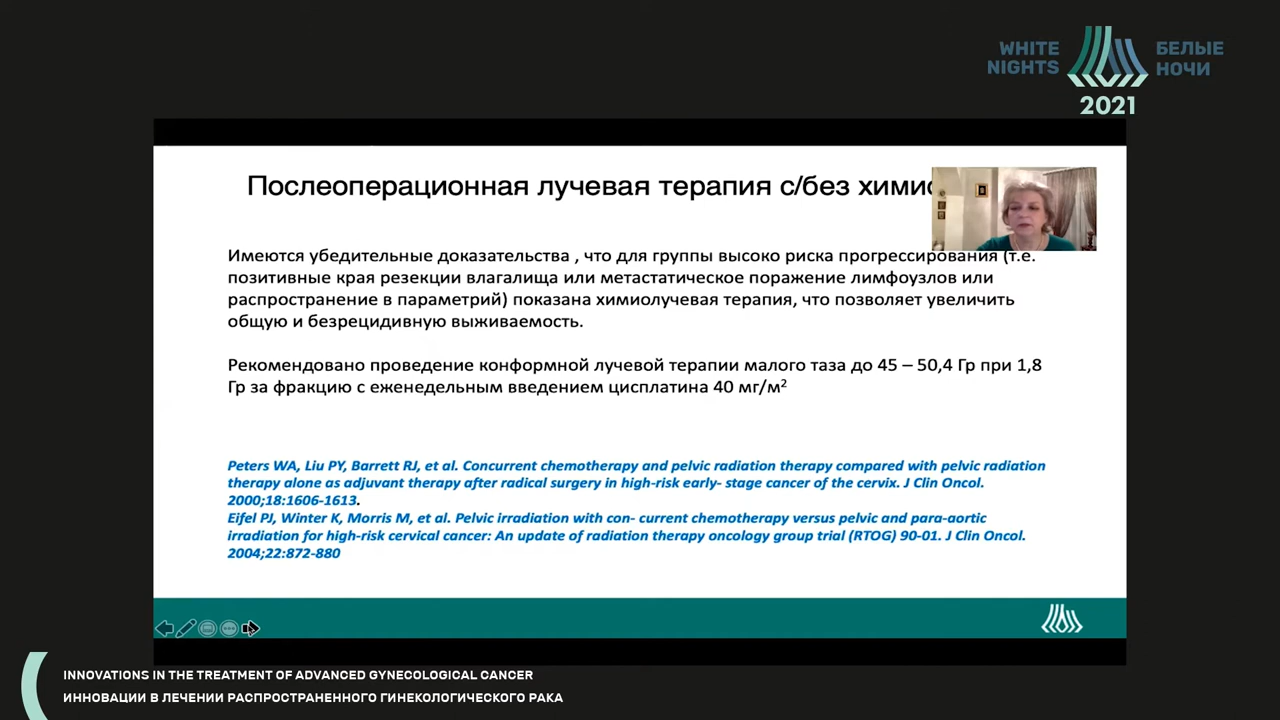 WHITE
NIGHTS
БЕЛЫЕ
НОЧИ
2021
Послеоперационная лучевая терапия с/без
Имеются убедительные доказательства , что для группы высоко риска прогрессирования (т.е.
позитивные края резекции влагалища или метастатическое поражение лимфоузлов или
распространение в параметрий) показана химиолучевая терапия, что позволяет увеличить
общую и безрецидивную выживаемость.
Рекомендовано проведение конформной лучевой терапии малого таза до 45 – 50,4 Гр при 1,8
Гр за фракцию с еженедельным введением цисплатина 40 мг/м²
Peters WA, Liu PY, Barrett RJ, et al. Concurrent chemotherapy and pelvic radiation therapy compared with pelvic radiation
therapy alone as adjuvant therapy after radical surgery in high-risk early- stage cancer of the cervix. J Clin Oncol.
2000;18:1606-1613.
Eifel PJ, Winter K, Morris M, et al. Pelvic irradiation with con- current chemotherapy versus pelvic and para-aortic
irradiation for high-risk cervical cancer: An update of radiation therapy oncology group trial (RTOG) 90-01. J Clin Oncol.
2004;22:872-880
INNOVATIONS IN THE TREATMENT OF ADVANCED GYNECOLOGICAL CANCER
ИННОВАЦИИ В ЛЕЧЕНИИ РАСПРОСТРАНЕННОГО ГИНЕКОЛОГИЧЕСКОГО РАКА